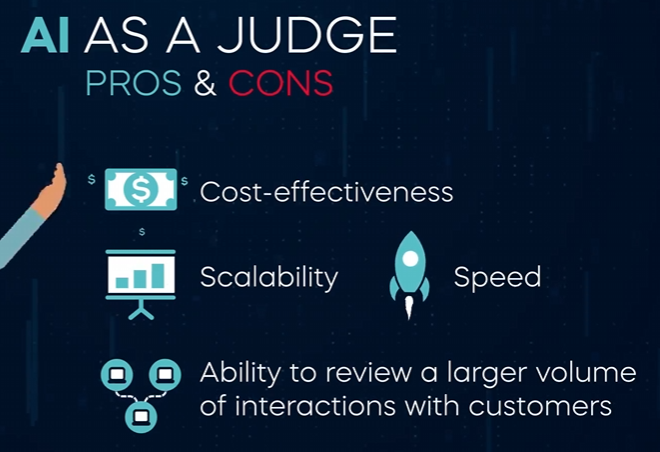 AI AS A JUDGE
PROS & CONS
$ $ $ Cost-effectiveness
$
Scalability
Speed
Ability to review a larger volume
of interactions with customers